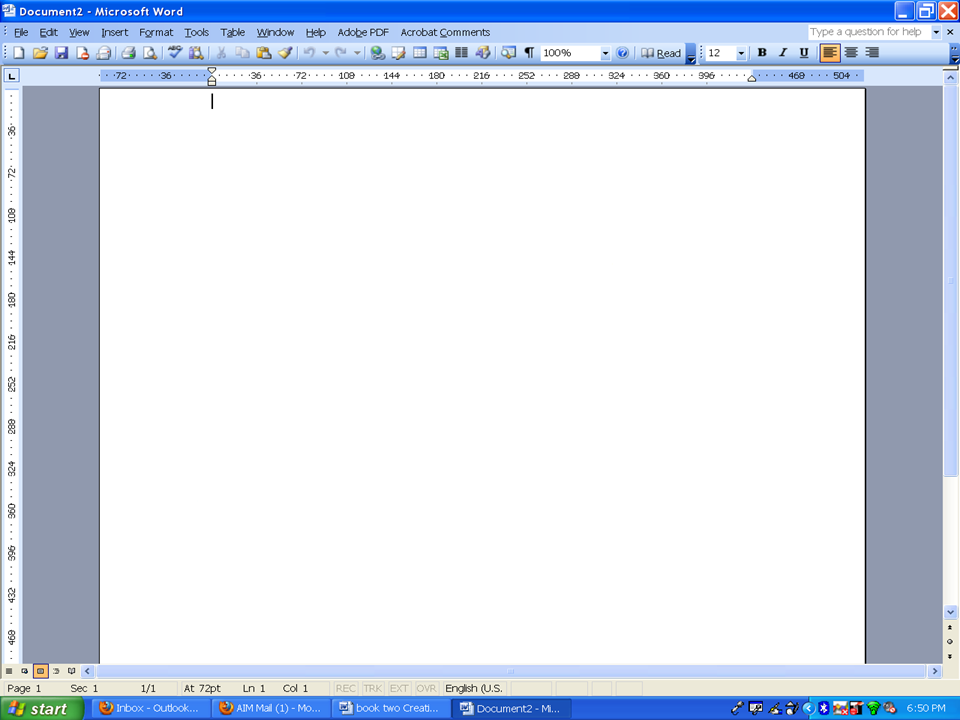 Document2 - Microsoft Word
File Edit View Insert Format Tools Table Window Help Adobe PDF Acrobat Comments Type a question for help
100% Read 12 B I U
72 36 36 72 108 144 180 216 252 288 324 360 396 468 504
36
72
108
144
180
216
252
288
324
360
396
432
468
Page 1 Sec 1 1/1 At 72pt Ln 1 Col 1 REC TRK EXT OVR English (U.S.
start Inbox - Outlook... AIM Mail (1) - Mo... book two Creati... Document2 - Mi... 6:50 PM